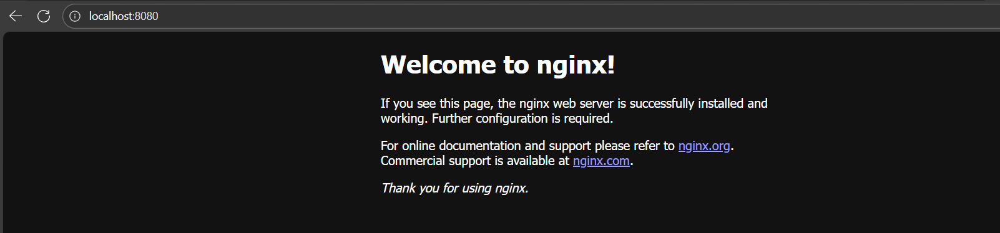 localhost:8080
Welcome to nginx!
If you see this page, the nginx web server is successfully installed and
working. Further configuration is required.
For online documentation and support please refer to nginx.org.
Commercial support is available at nginx.com.
Thank you for using nginx.